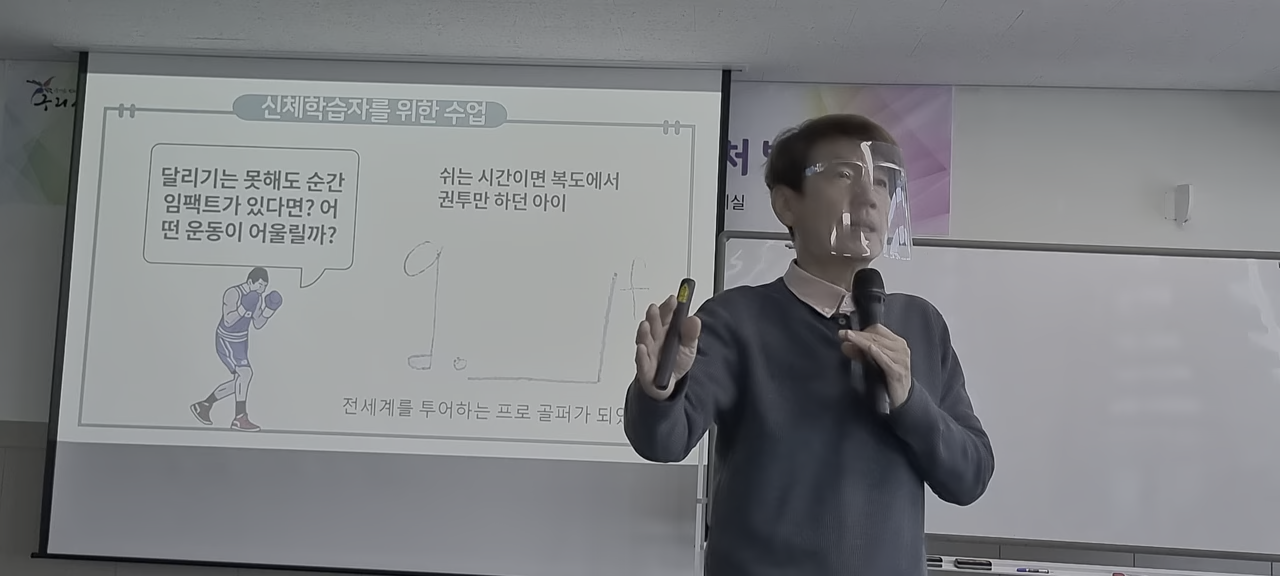 신체학습자를 위한 수업
달리기는 못해도 순간
임팩트가 있다면? 어
떤 운동이 어울릴까?
쉬는 시간이면 복도에서
권투만 하던 아이
전세계를 투어하는 프로 골퍼가
처
실